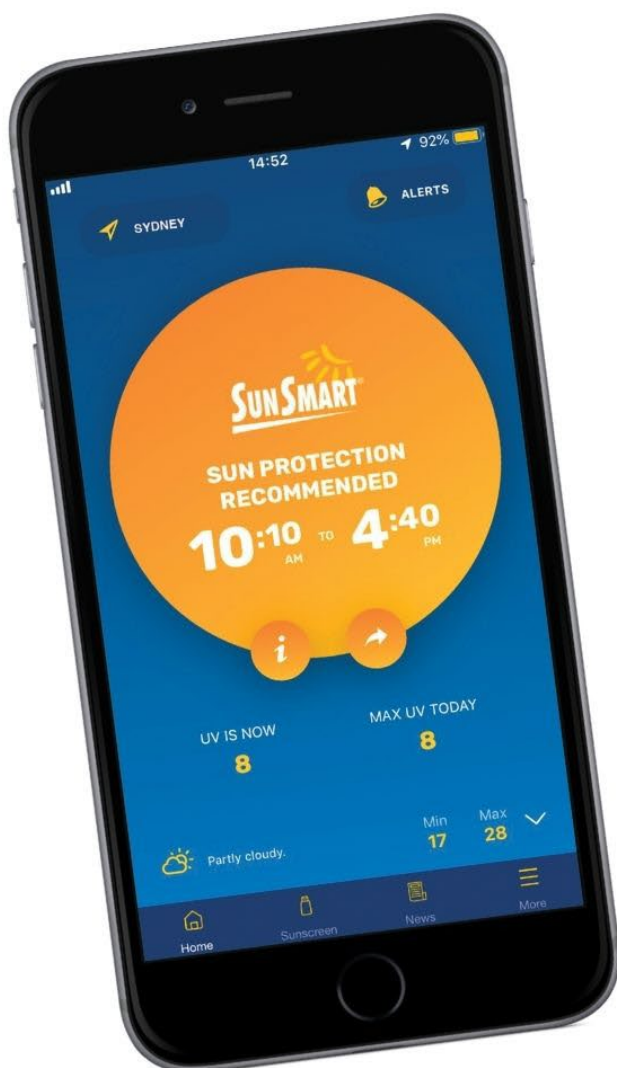 14:52
92%
SYDNEY
ALERTS
SUNSMART
SUN PROTECTION
RECOMMENDED
10:10 AM TO 4:40 PM
i
UV IS NOW
8
MAX UV TODAY
8
Partly cloudy.
Min
17
Max
28
Home
Sunscreen
News
More